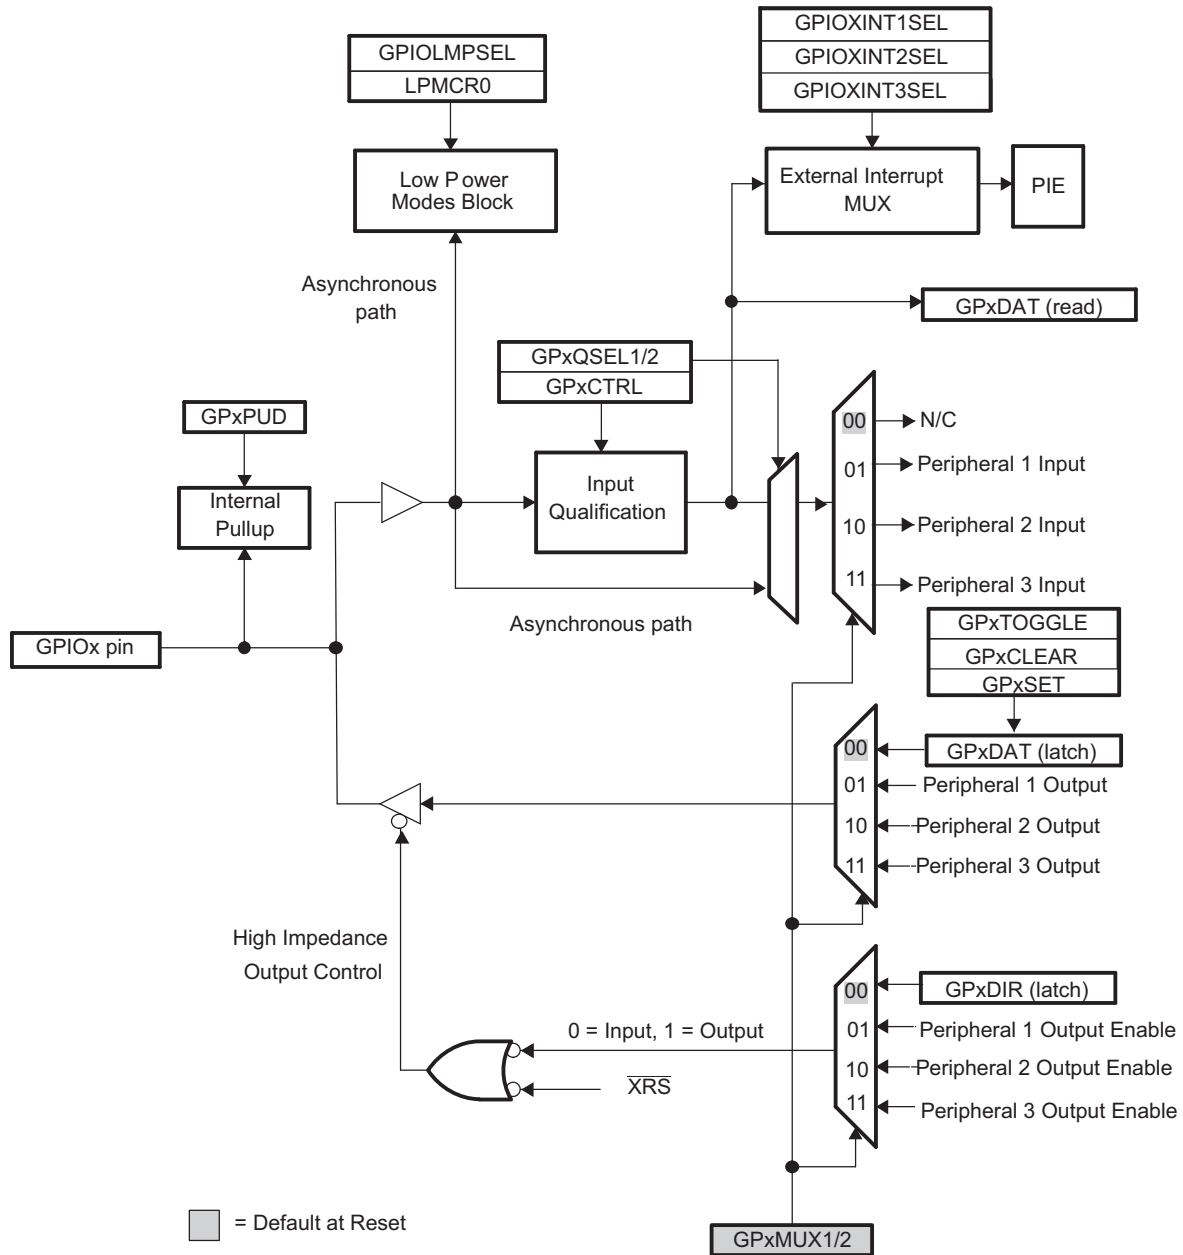 GPIOLMPSEL
LPMCR0
GPIOXINT1SEL
GPIOXINT2SEL
GPIOXINT3SEL
Low Power
Modes Block
External Interrupt
MUX
PIE
Asynchronous
path
GPxDAT (read)
GPxQSEL1/2
GPxCTRL
GPxPUD
Internal
Pullup
Input
Qualification
00
N/C
01
Peripheral 1 Input
10
Peripheral 2 Input
11
Peripheral 3 Input
Asynchronous path
GPIOx pin
GPxTOGGLE
GPxCLEAR
GPxSET
00
GPxDAT (latch)
01
Peripheral 1 Output
10
Peripheral 2 Output
11
Peripheral 3 Output
High Impedance
Output Control
00
GPxDIR (latch)
0 = Input, 1 = Output
01
Peripheral 1 Output Enable
10
Peripheral 2 Output Enable
XRS
11
Peripheral 3 Output Enable
= Default at Reset
GPxMUX1/2